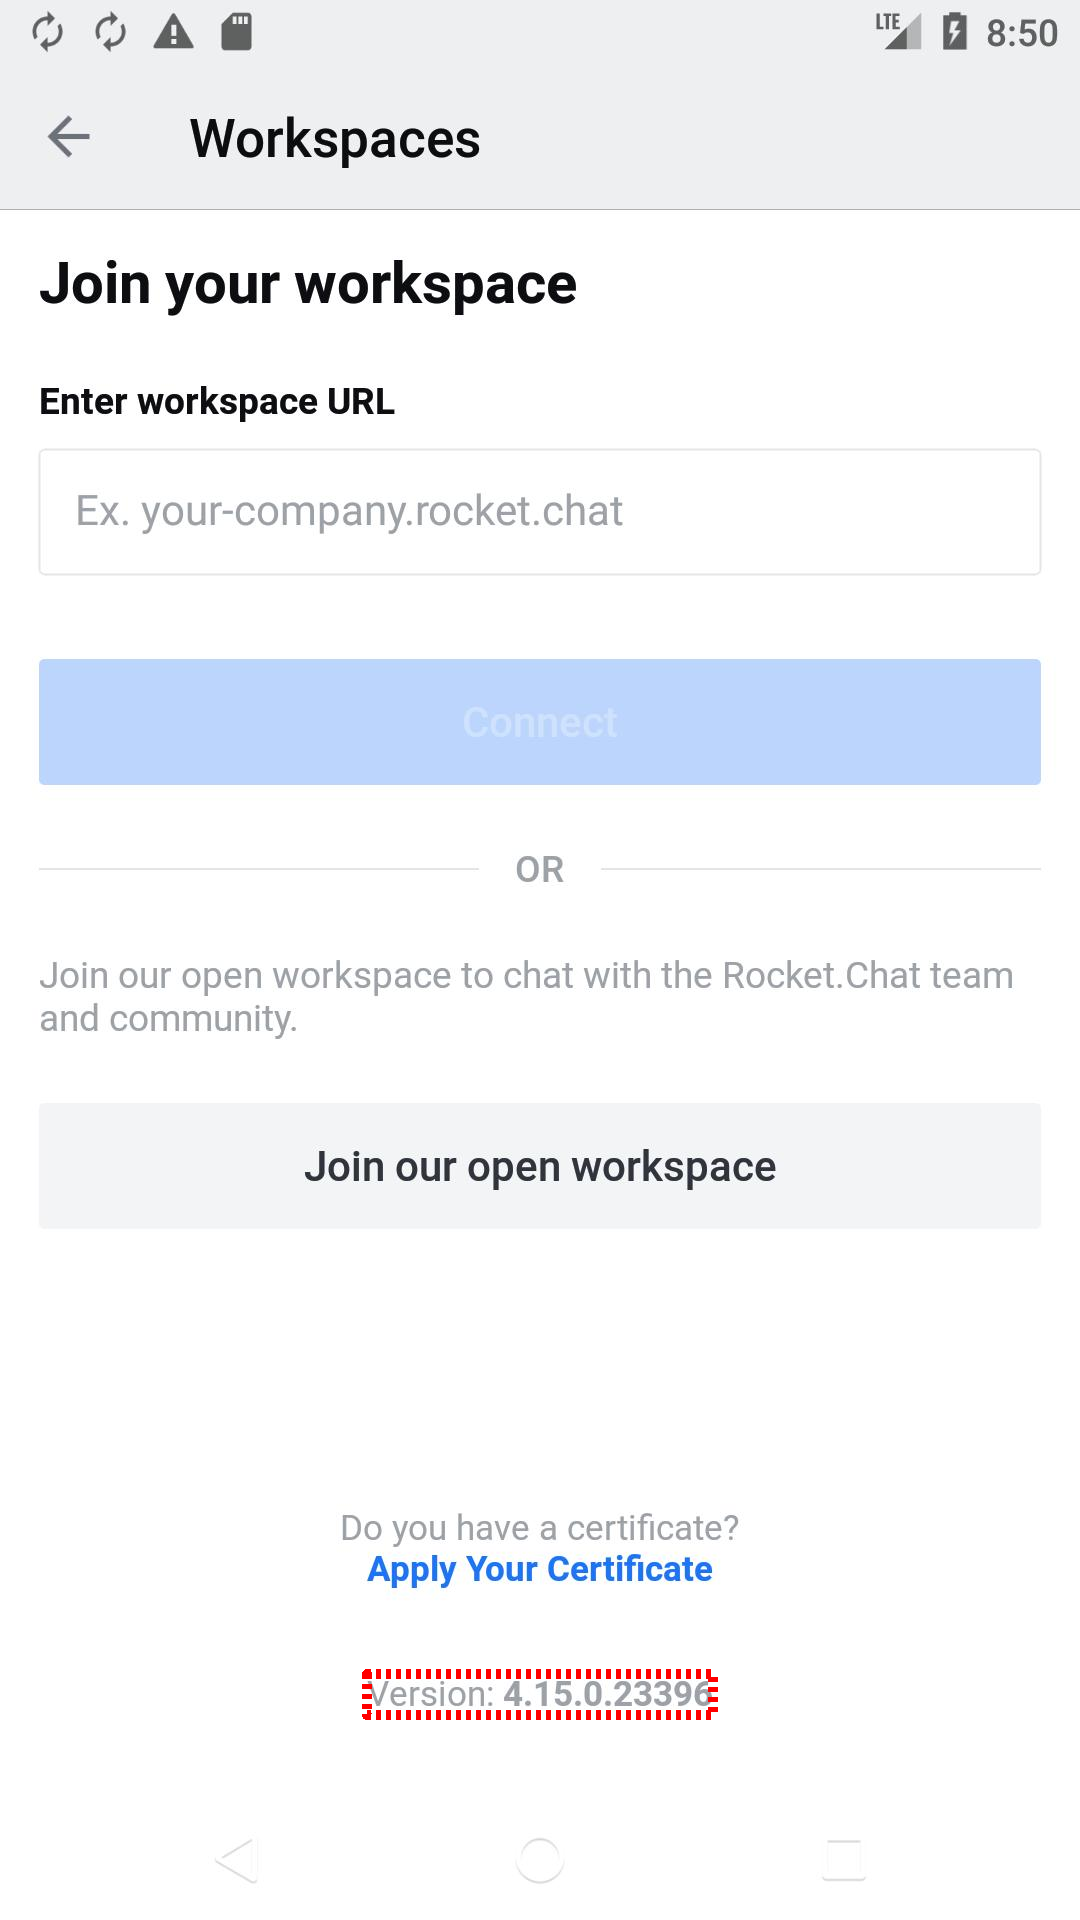 LTE 8:50
Workspaces
Join your workspace
Enter workspace URL
Ex. your-company.rocket.chat
Connect
OR
Join our open workspace to chat with the Rocket.Chat team
and community.
Join our open workspace
Do you have a certificate?
Apply Your Certificate
Version: 4.15.0.23396